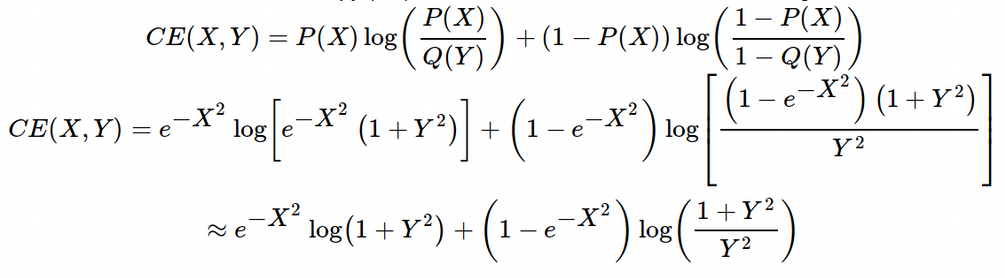 CE(X,Y) = P(X) log(P(X)/Q(Y)) + (1 − P(X)) log((1 − P(X))/(1 − Q(Y)))
CE(X,Y) = e^{−X^2} log[e^{−X^2} (1 + Y^2)] + (1 − e^{−X^2}) log[(1 − e^{−X^2}) (1 + Y^2)/Y^2]
≈ e^{−X^2} log(1 + Y^2) + (1 − e^{−X^2}) log((1 + Y^2)/Y^2)